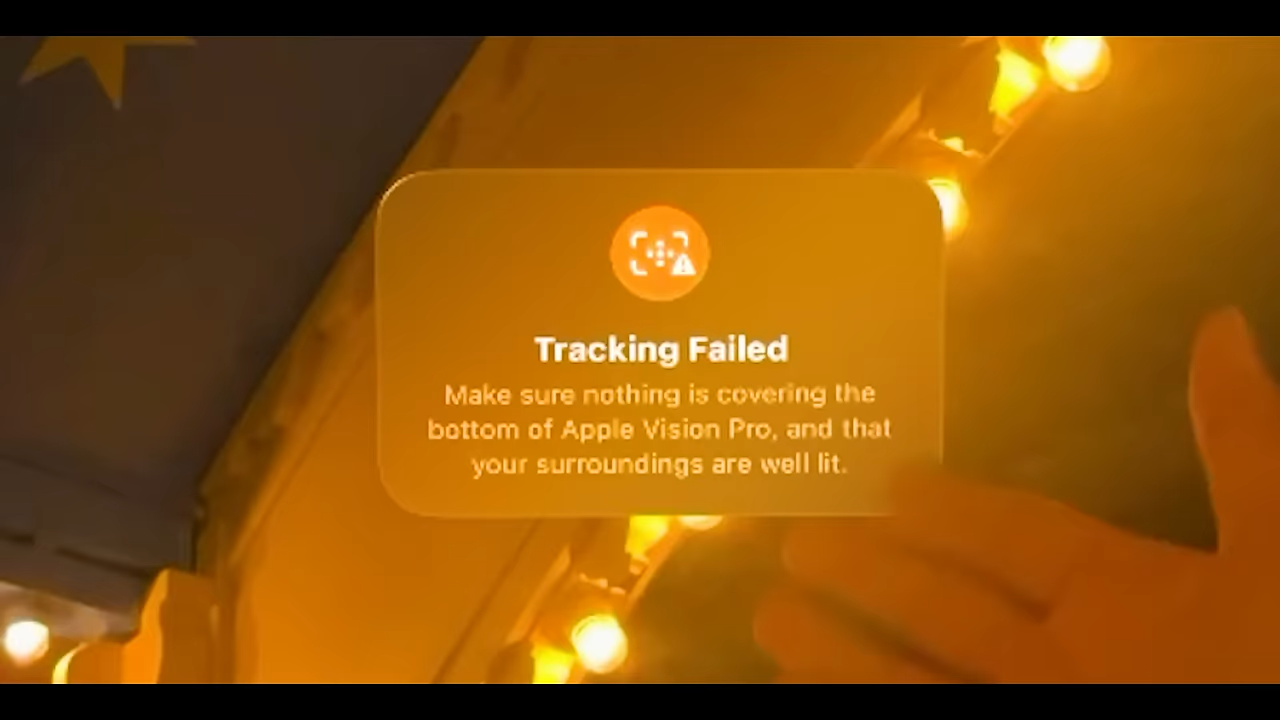 Tracking Failed
Make sure nothing is covering the
bottom of Apple Vision Pro, and that
your surroundings are well lit.